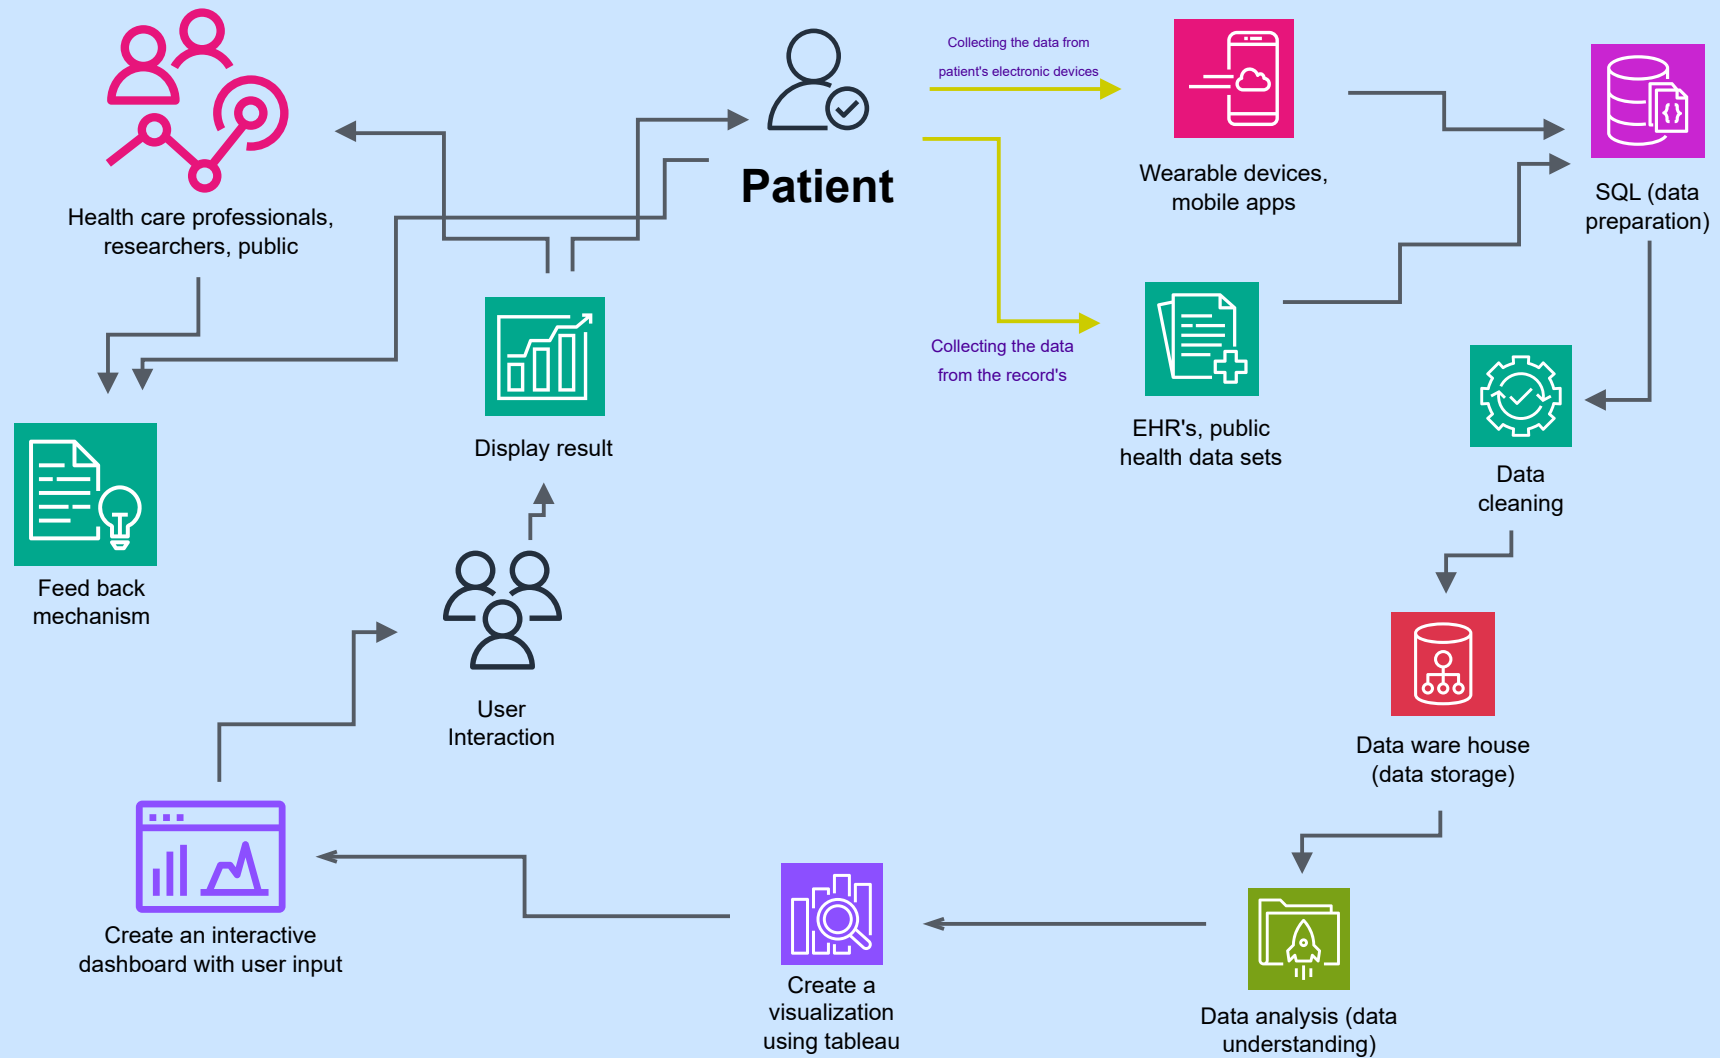 Collecting the data from
patient's electronic devices
Patient
Wearable devices,
mobile apps
SQL (data
preparation)
Health care professionals,
researchers, public
Collecting the data
from the record's
EHR's, public
health data sets
Display result
Data
cleaning
Feed back
mechanism
User
Interaction
Data ware house
(data storage)
Create an interactive
dashboard with user input
Create a
visualization
using tableau
Data analysis (data
understanding)